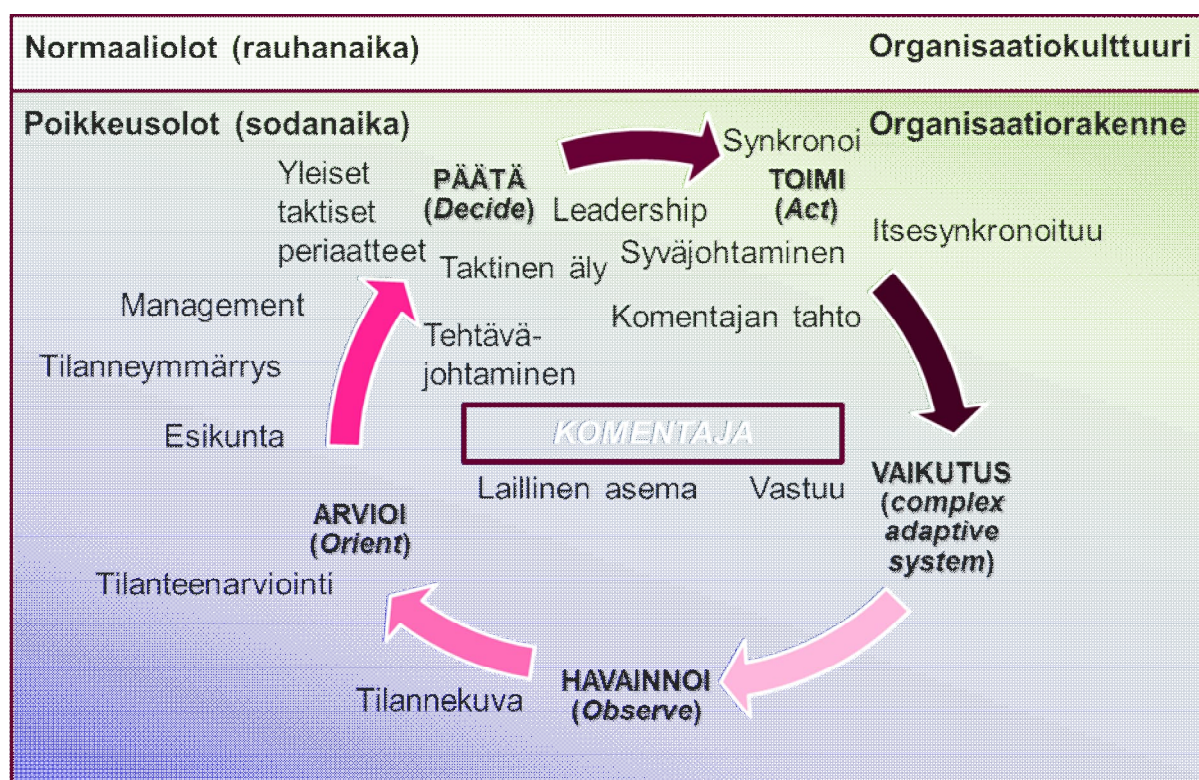 Normaaliolot (rauhanaika)
Organisaatiokulttuuri
Poikkeusolot (sodanaika)
Organisaatiorakenne
Synkronoi
Yleiset
taktiset
periaatteet
PÄÄTÄ
(Decide)
Leadership
TOIMI
(Act)
Itsesynkronoituu
Syväjohtaminen
Taktinen äly
Management
Komentajan tahto
Tehtävä-
johtaminen
Tilanneymmärrys
Esikunta
KOMENTAJA
Laillinen asema
Vastuu
VAIKUTUS
(complex
adaptive
system)
ARVIOI
(Orient)
Tilanteenarviointi
HAVAINNOI
(Observe)
Tilannekuva